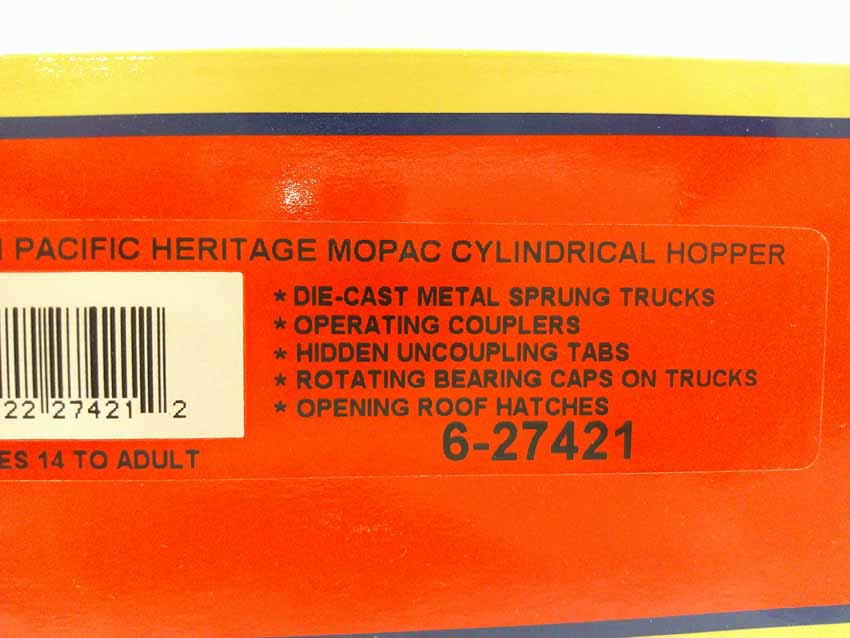 PACIFIC HERITAGE MOPAC CYLINDRICAL HOPPER
* DIE-CAST METAL SPRUNG TRUCKS
* OPERATING COUPLERS
* HIDDEN UNCOUPLING TABS
* ROTATING BEARING CAPS ON TRUCKS
* OPENING ROOF HATCHES
6-27421
22 27421 2
ES 14 TO ADULT